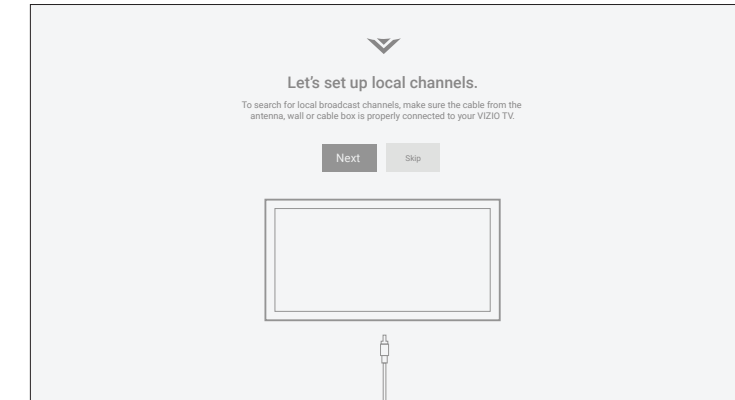 Let's set up local channels.
To search for local broadcast channels, make sure the cable from the
antenna, wall or cable box is properly connected to your VIZIO TV.
Next Skip